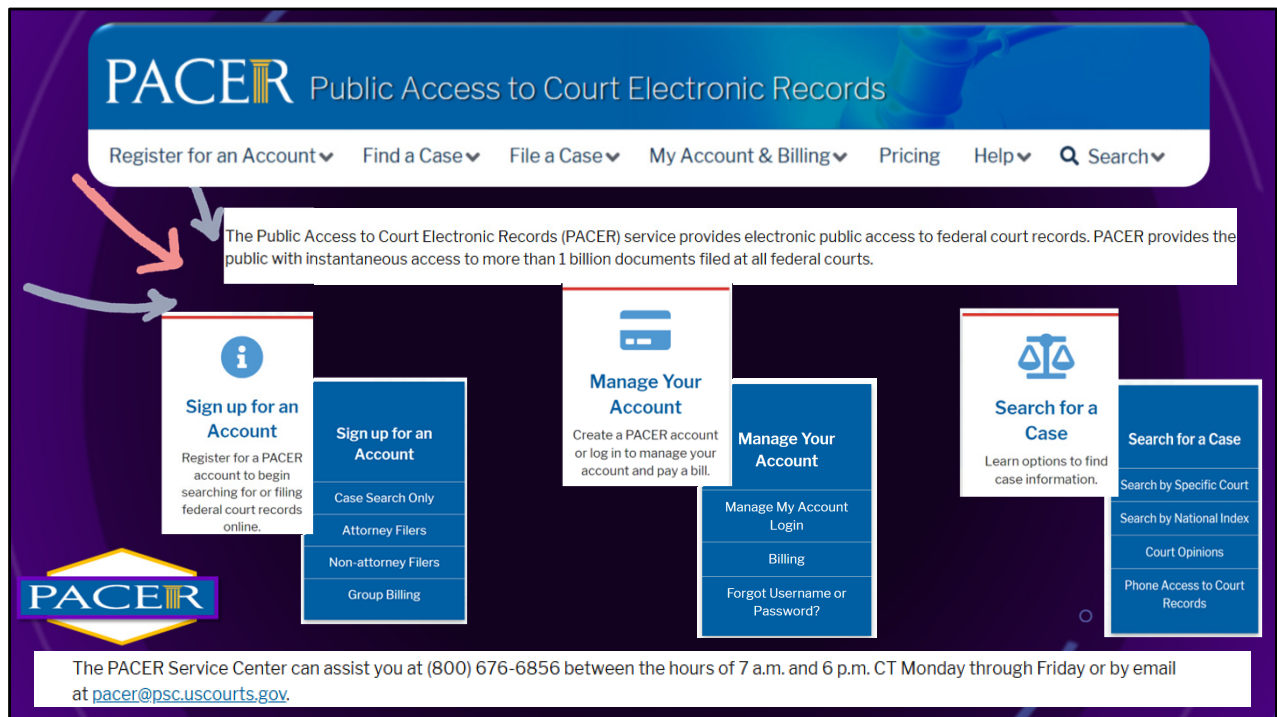 PACER Public Access to Court Electronic Records
Register for an Account Find a Case File a Case My Account & Billing Pricing Help Search
The Public Access to Court Electronic Records (PACER) service provides electronic public access to federal court records. PACER provides the
public with instantaneous access to more than 1 billion documents filed at all federal courts.
Sign up for an
Account
Register for a PACER
account to begin
searching for or filing
federal court records
online.
Sign up for an
Account
Case Search Only
Attorney Filers
Non-attorney Filers
Group Billing
Manage Your
Account
Create a PACER account
or log in to manage your
account and pay a bill.
Manage Your
Account
Manage My Account
Login
Billing
Forgot Username or
Password?
Search for a
Case
Learn options to find
case information.
Search for a Case
Search by Specific Court
Search by National Index
Court Opinions
Phone Access to Court
Records
PACER
The PACER Service Center can assist you at (800) 676-6856 between the hours of 7 a.m. and 6 p.m. CT Monday through Friday or by email
at pacer@psc.uscourts.gov.